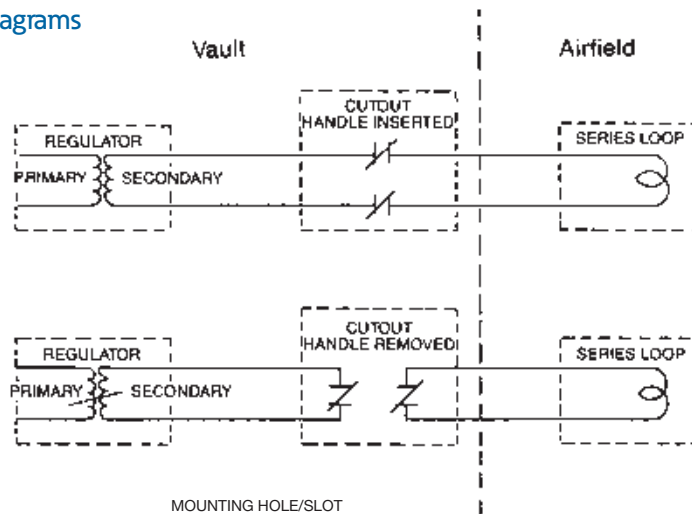 agrams
Vault
Airfield
CUTOUT
HANDLE INSERTED
REGULATOR
SERIES LOOP
PRIMARY
SECONDARY
CUTOUT
HANDLE REMOVED
REGULATOR
SERIES LOOP
PRIMARY
SECONDARY
MOUNTING HOLE/SLOT